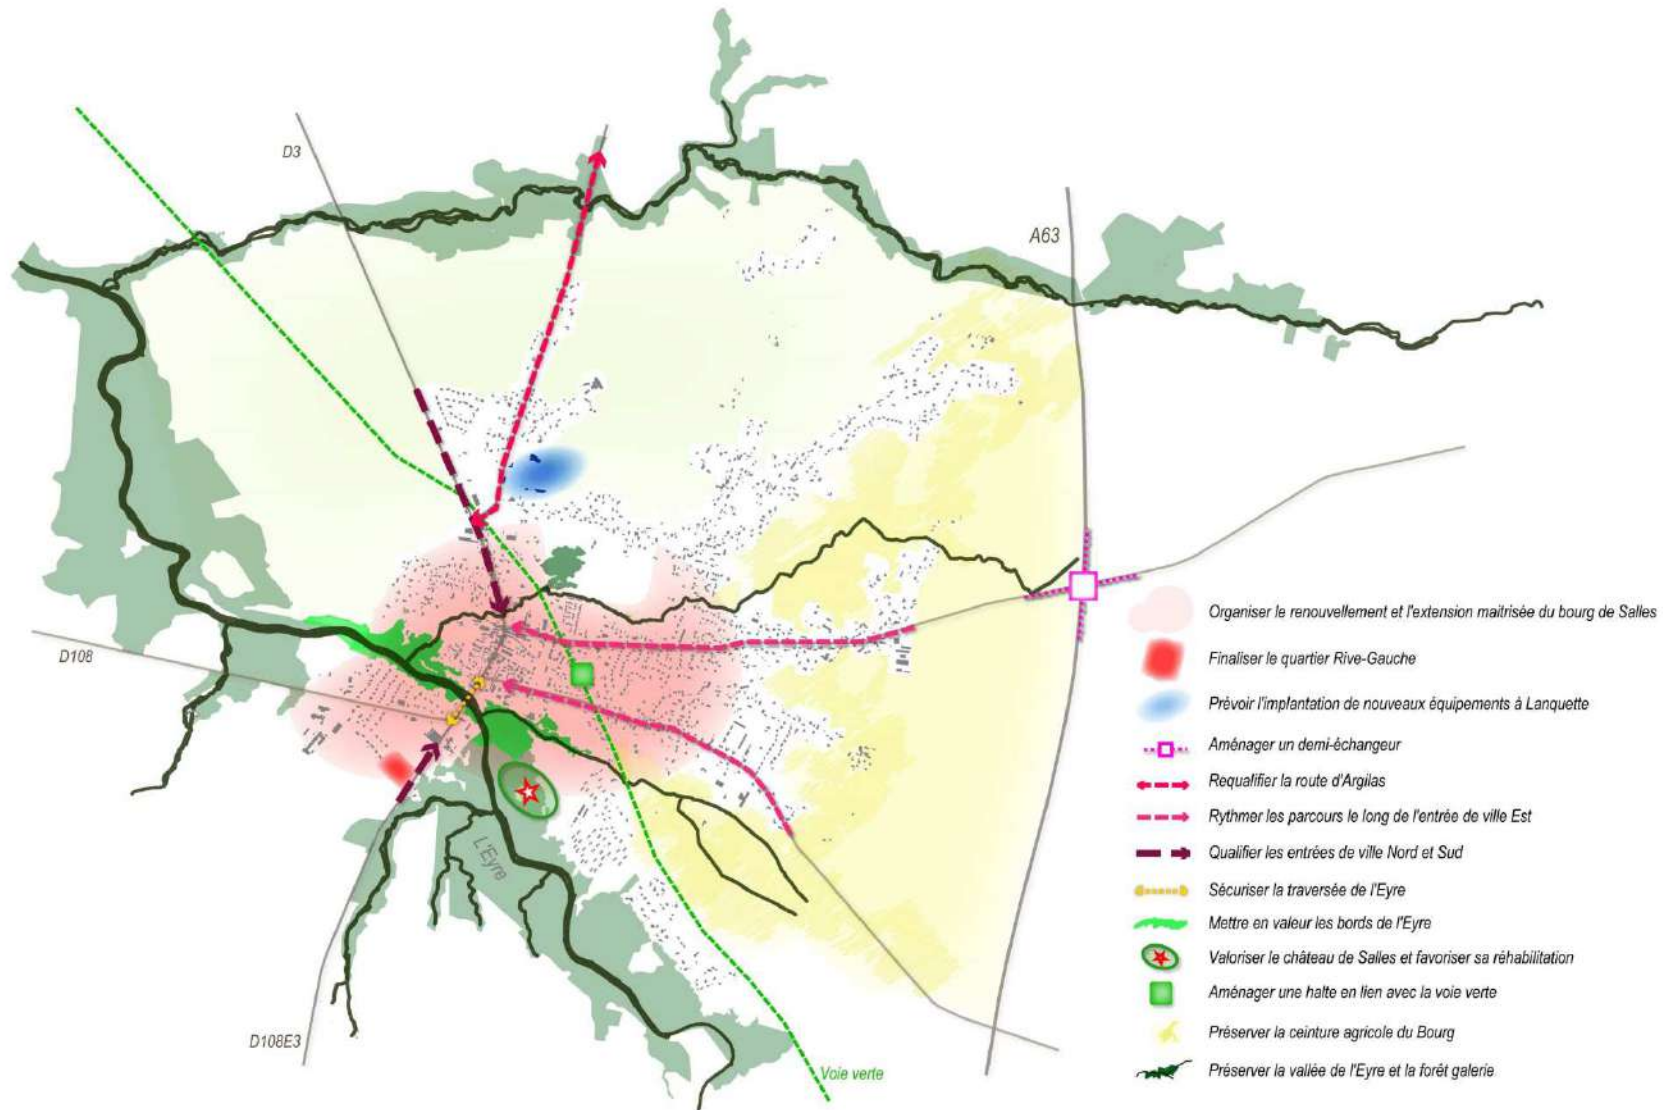 D3
A63
D108
L'Eyre
D108E3
Voie verte
Organiser le renouvellement et l'extension maitrisée du bourg de Salles
Finaliser le quartier Rive-Gauche
Prévoir l'implantation de nouveaux équipements à Lanquette
Aménager un demi-échangeur
Requalifier la route d'Argilas
Rythmer les parcours le long de l'entrée de ville Est
Qualifier les entrées de ville Nord et Sud
Sécuriser la traversée de l'Eyre
Mettre en valeur les bords de l'Eyre
Valoriser le château de Salles et favoriser sa réhabilitation
Aménager une halte en lien avec la voie verte
Préserver la ceinture agricole du Bourg
Préserver la vallée de l'Eyre et la forêt galerie